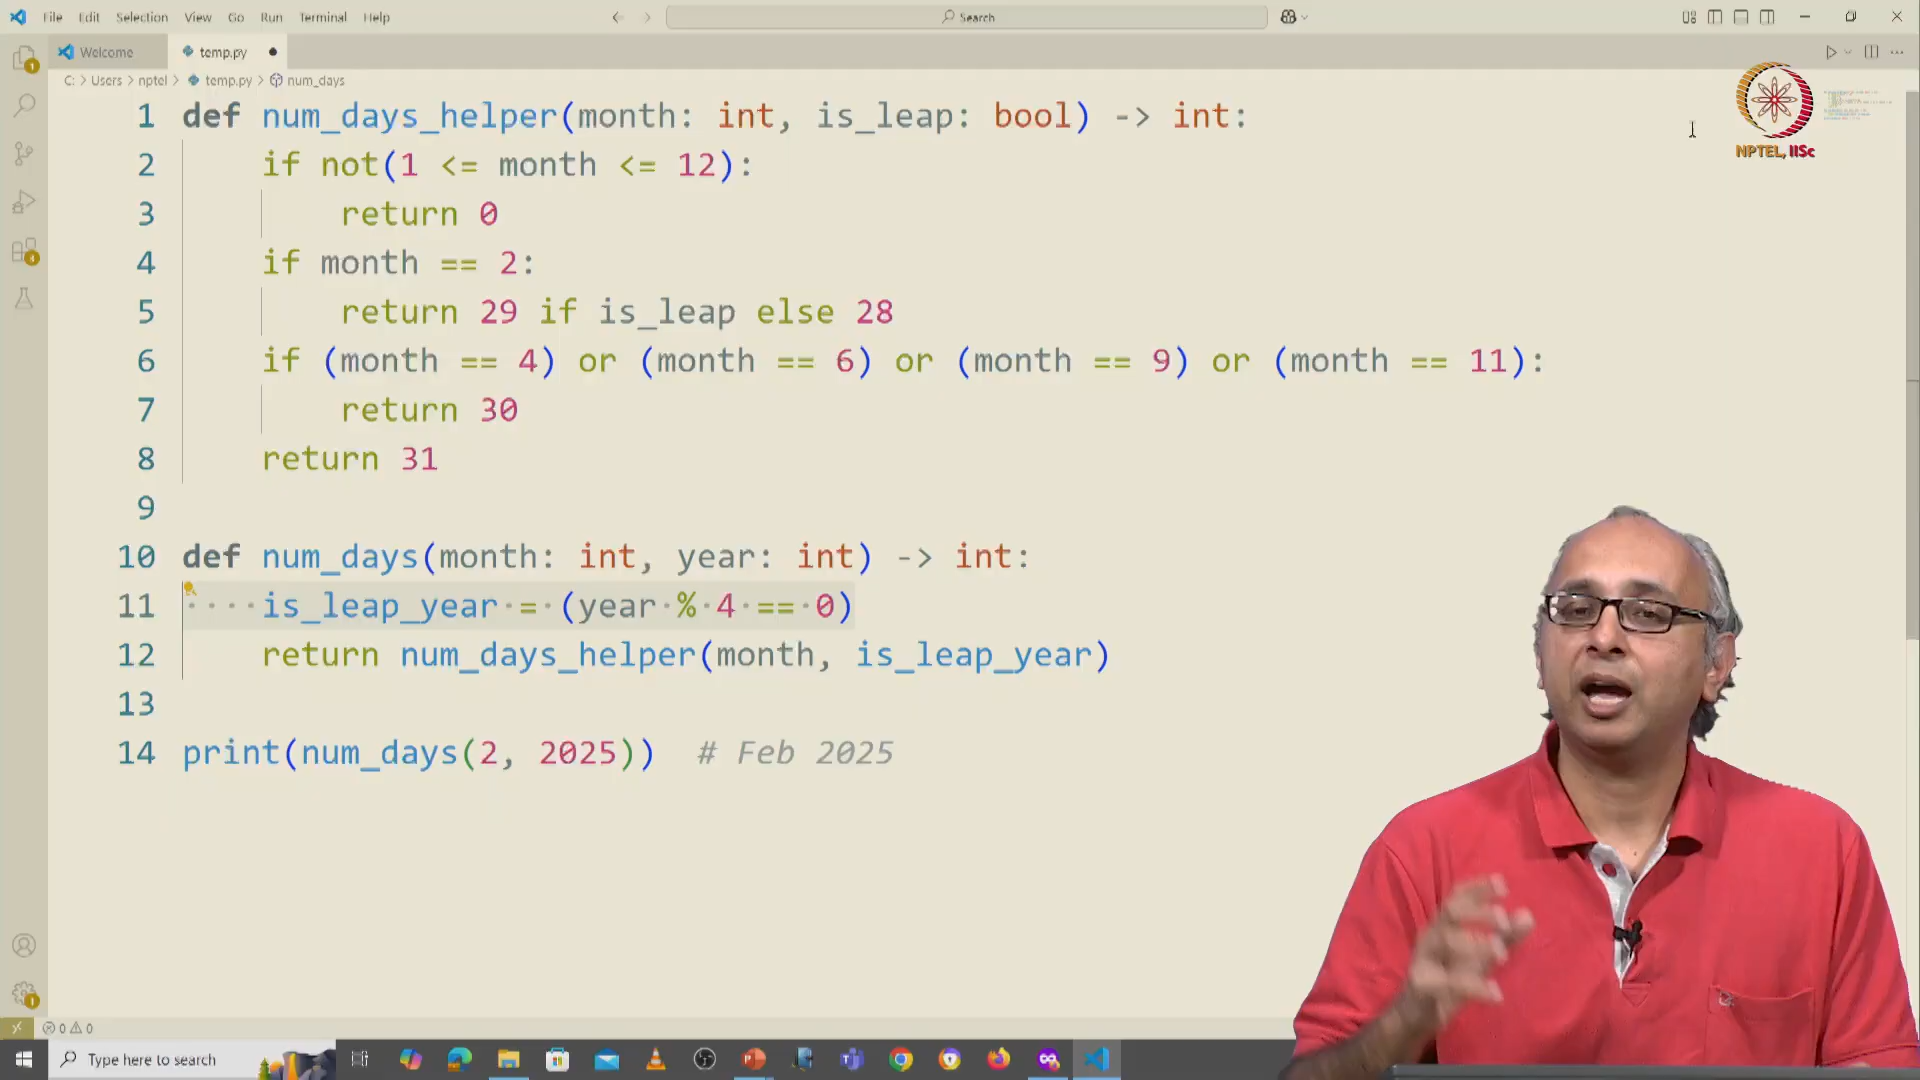 File Edit Selection View Go Run Terminal Help
Search
Welcome
temp.py
C: > Users > nptel > temp.py > num_days
1 def num_days_helper(month: int, is_leap: bool) -> int:
2 if not(1 <= month <= 12):
3 return 0
4 if month == 2:
5 return 29 if is_leap else 28
6 if (month == 4) or (month == 6) or (month == 9) or (month == 11):
7 return 30
8 return 31
9
10 def num_days(month: int, year: int) -> int:
11 is_leap_year = (year % 4 == 0)
12 return num_days_helper(month, is_leap_year)
13
14 print(num_days(2, 2025)) # Feb 2025
NPTEL, IISc
0 0
Type here to search